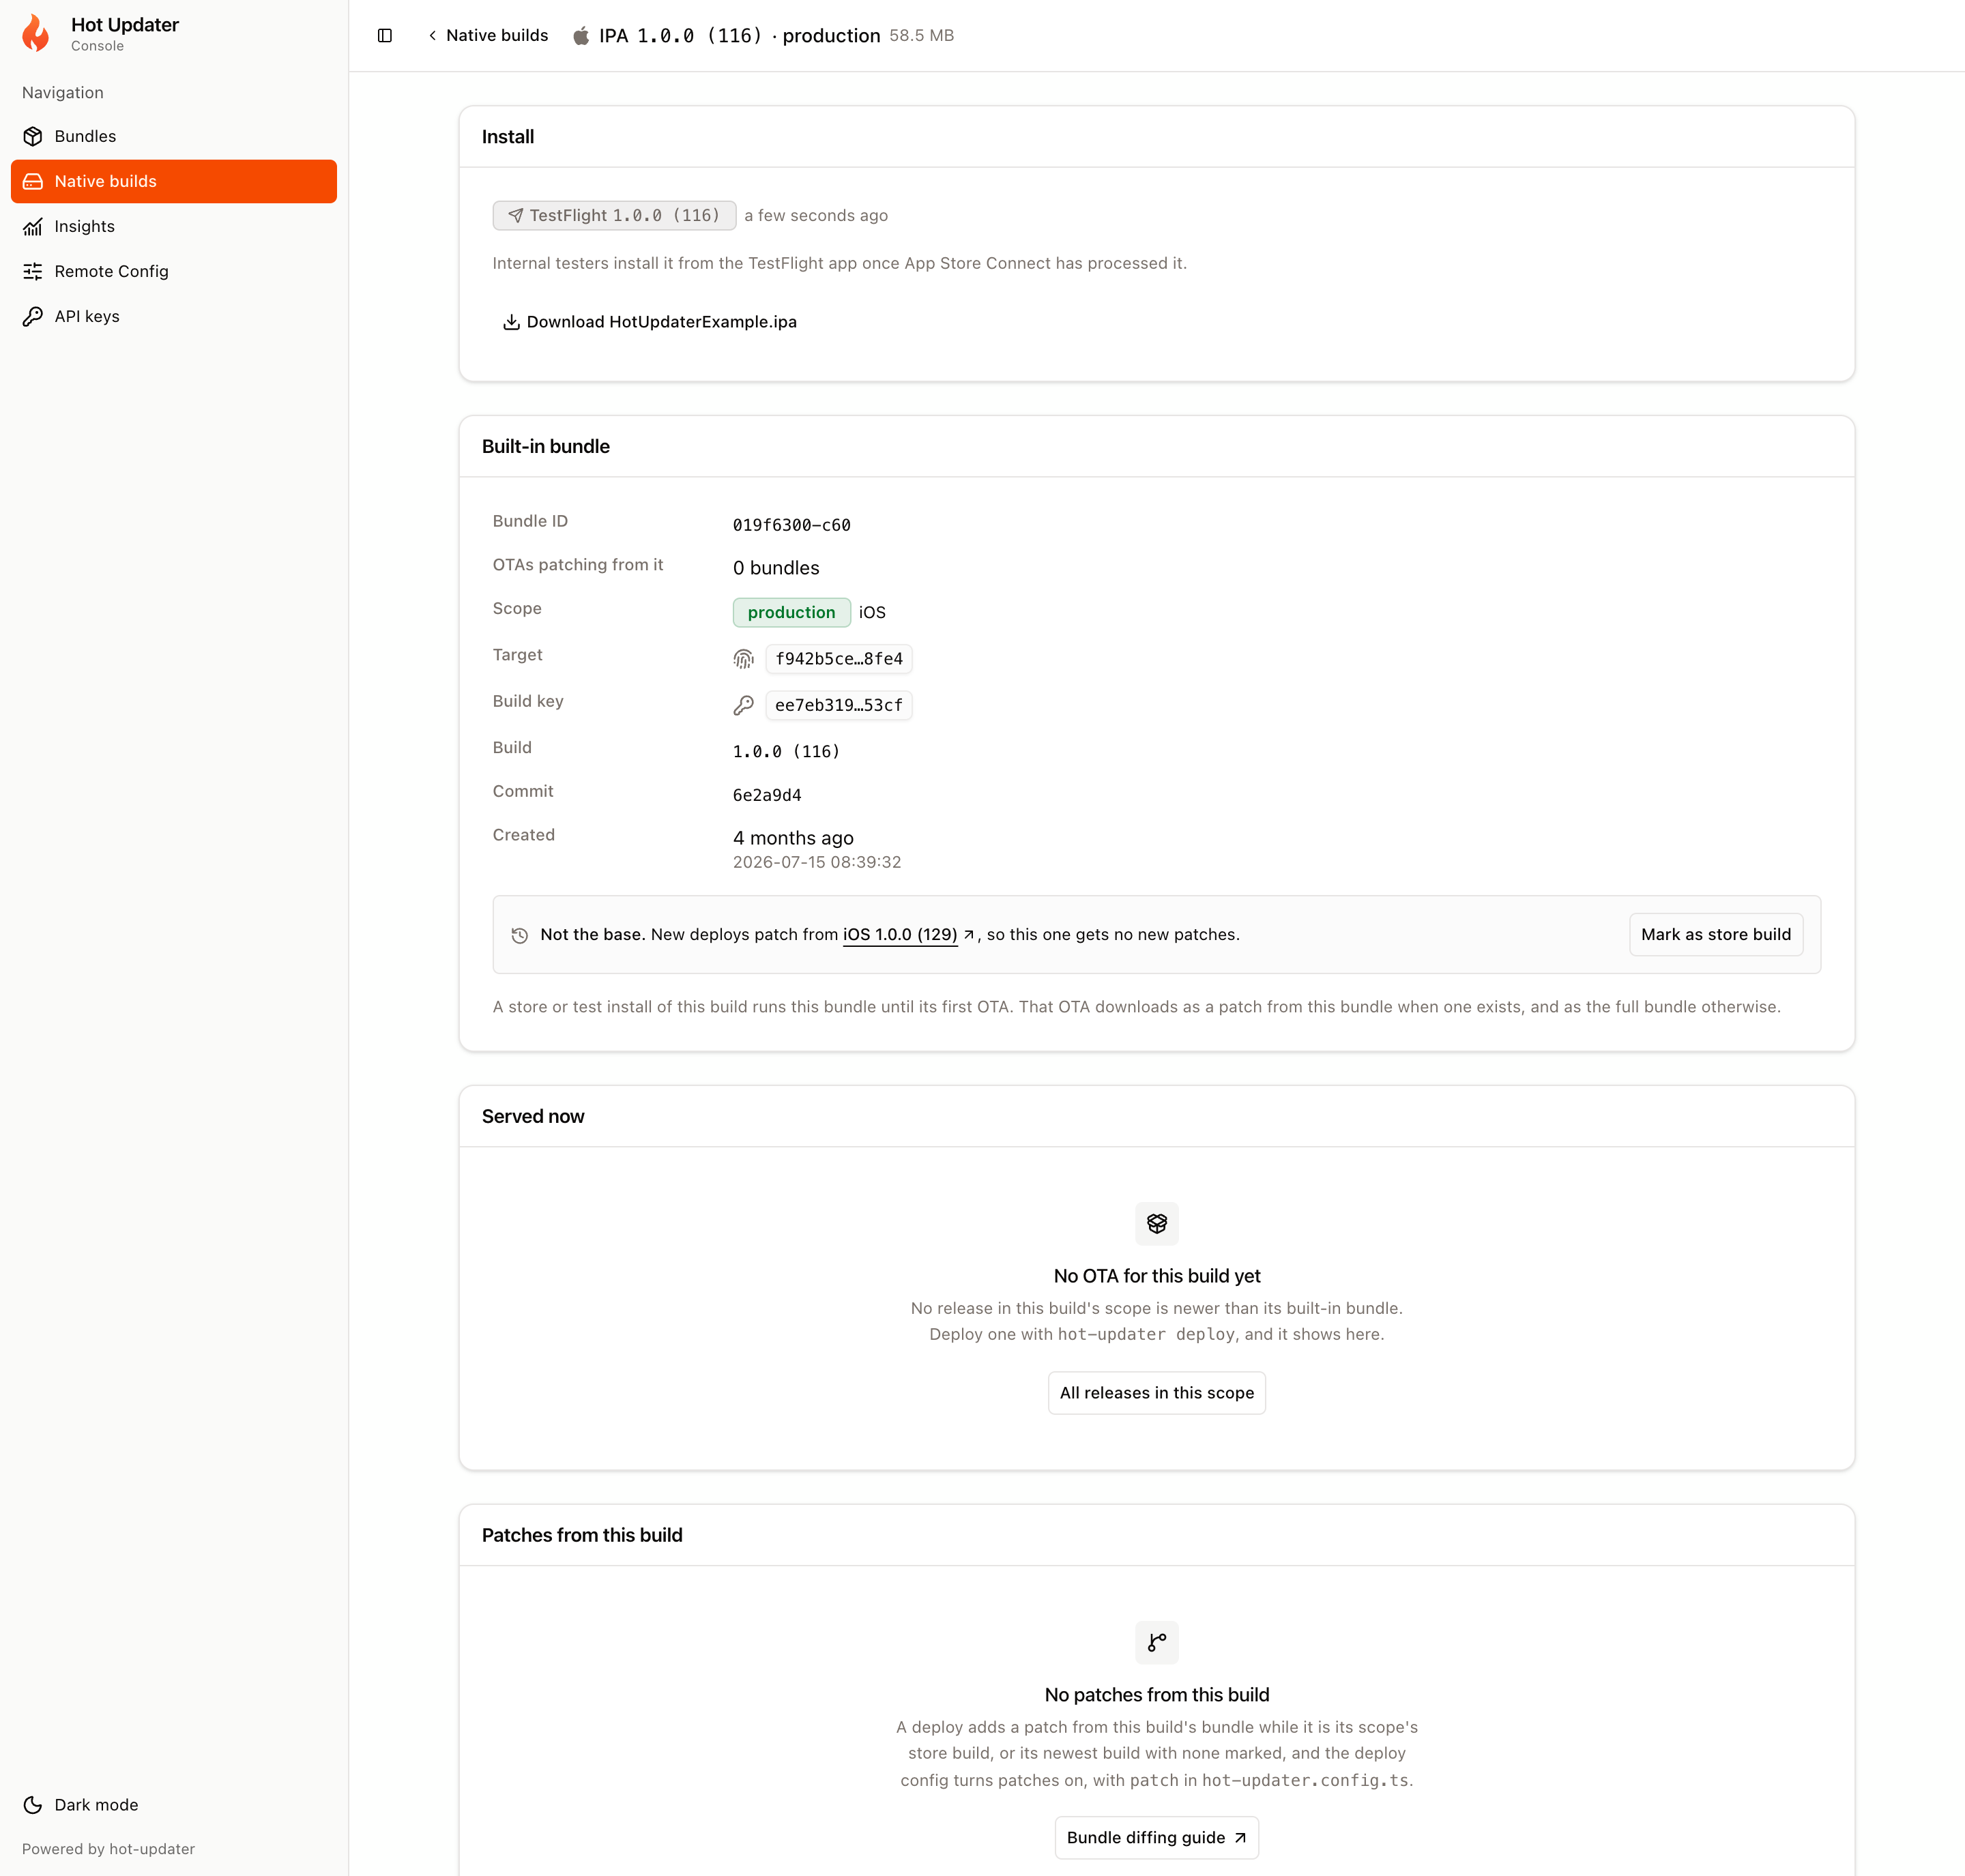 Hot Updater
Console
Navigation
Bundles
Native builds
Insights
Remote Config
API keys
Dark mode
Powered by hot-updater
Native builds
IPA 1.0.0 (116) · production 58.5 MB
Install
TestFlight 1.0.0 (116) a few seconds ago
Internal testers install it from the TestFlight app once App Store Connect has processed it.
Download HotUpdaterExample.ipa
Built-in bundle
Bundle ID 019f6300-c60
OTAs patching from it 0 bundles
Scope production iOS
Target f942b5ce…8fe4
Build key ee7eb319…53cf
Build 1.0.0 (116)
Commit 6e2a9d4
Created 4 months ago
2026-07-15 08:39:32
Not the base. New deploys patch from iOS 1.0.0 (129) ↗, so this one gets no new patches. Mark as store build
A store or test install of this build runs this bundle until its first OTA. That OTA downloads as a patch from this bundle when one exists, and as the full bundle otherwise.
Served now
No OTA for this build yet
No release in this build's scope is newer than its built-in bundle.
Deploy one with hot-updater deploy, and it shows here.
All releases in this scope
Patches from this build
No patches from this build
A deploy adds a patch from this build's bundle while it is its scope's
store build, or its newest build with none marked, and the deploy
config turns patches on, with patch in hot-updater.config.ts.
Bundle diffing guide ↗